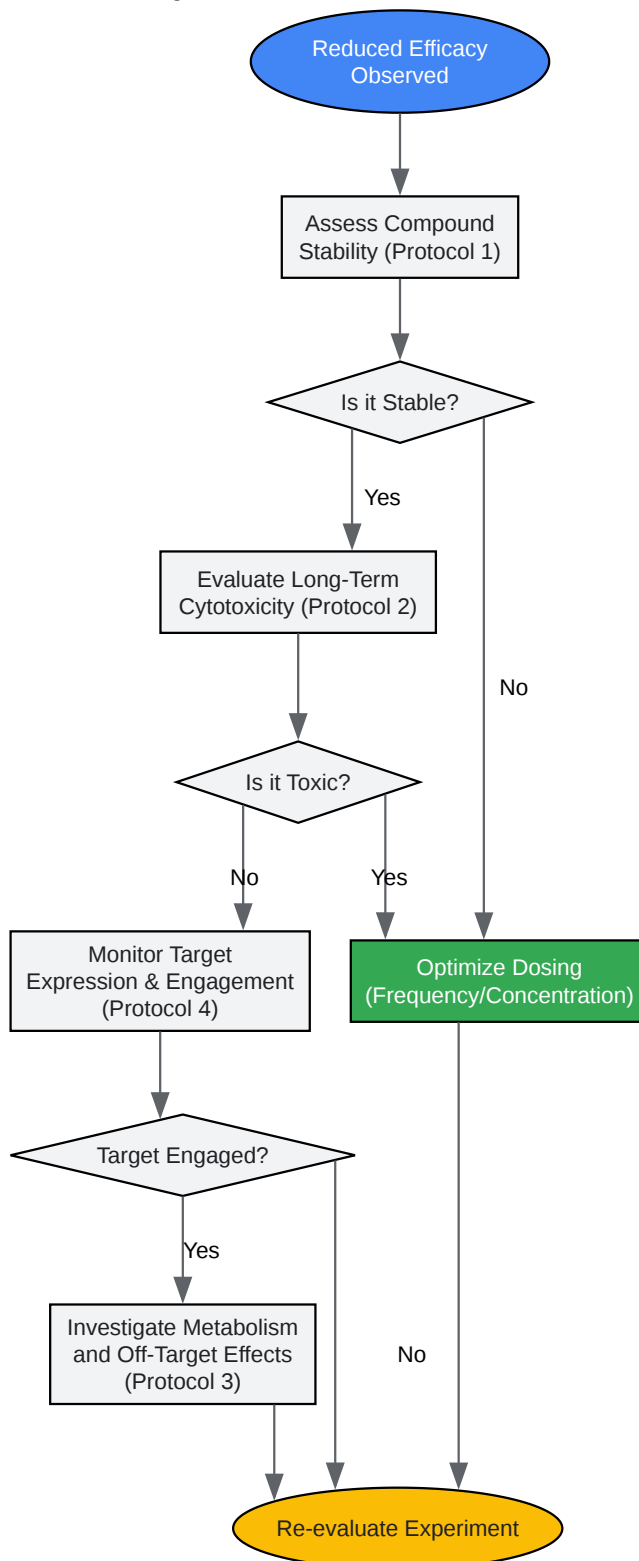 Reduced Efficacy
Observed
Assess Compound
Stability (Protocol 1)
Is it Stable?
Yes
Evaluate Long-Term
Cytotoxicity (Protocol 2)
No
Is it Toxic?
No
Yes
Monitor Target
Expression & Engagement
(Protocol 4)
Optimize Dosing
(Frequency/Concentration)
Target Engaged?
Yes
Investigate Metabolism
and Off-Target Effects
(Protocol 3)
No
Re-evaluate Experiment